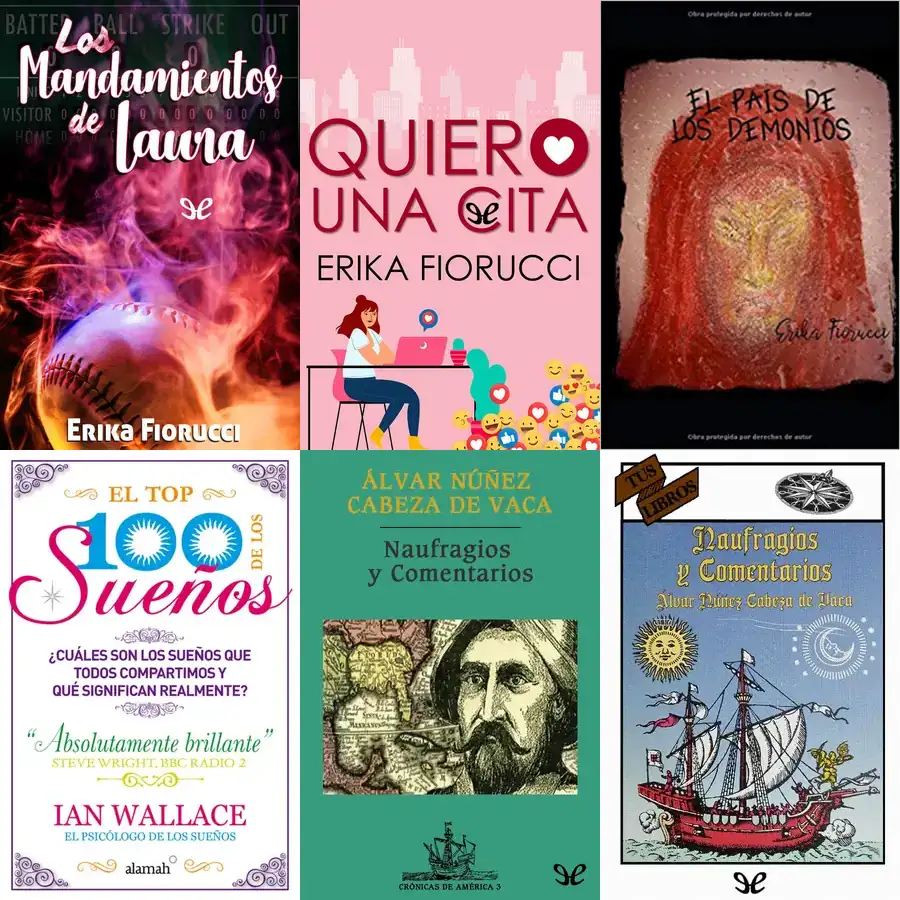 BATTER BALL STRIKE OUT
0 0 0
VISITOR
HOME
Los
Mandamientos
de
Laura
ERIKA FIORUCCI
QUIERO
UNA CITA
ERIKA FIORUCCI
Obra protegida por derechos de autor
EL PAIS DE
LOS DEMONIOS
Erika Fiorucci
Obra protegida por derechos de autor
EL TOP
100 DE LOS
Sueños
¿CUÁLES SON LOS SUEÑOS QUE
TODOS COMPARTIMOS Y
QUÉ SIGNIFICAN REALMENTE?
“Absolutamente brillante”
STEVE WRIGHT, BBC RADIO 2
IAN WALLACE
EL PSICÓLOGO DE LOS SUEÑOS
alamah
ÁLVAR NÚÑEZ
CABEZA DE VACA
Naufragios
y Comentarios
CRÓNICAS DE AMÉRICA 3
TUS
LIBROS
Naufragios
y Comentarios
Alvar Núñez Cabeza de Vaca